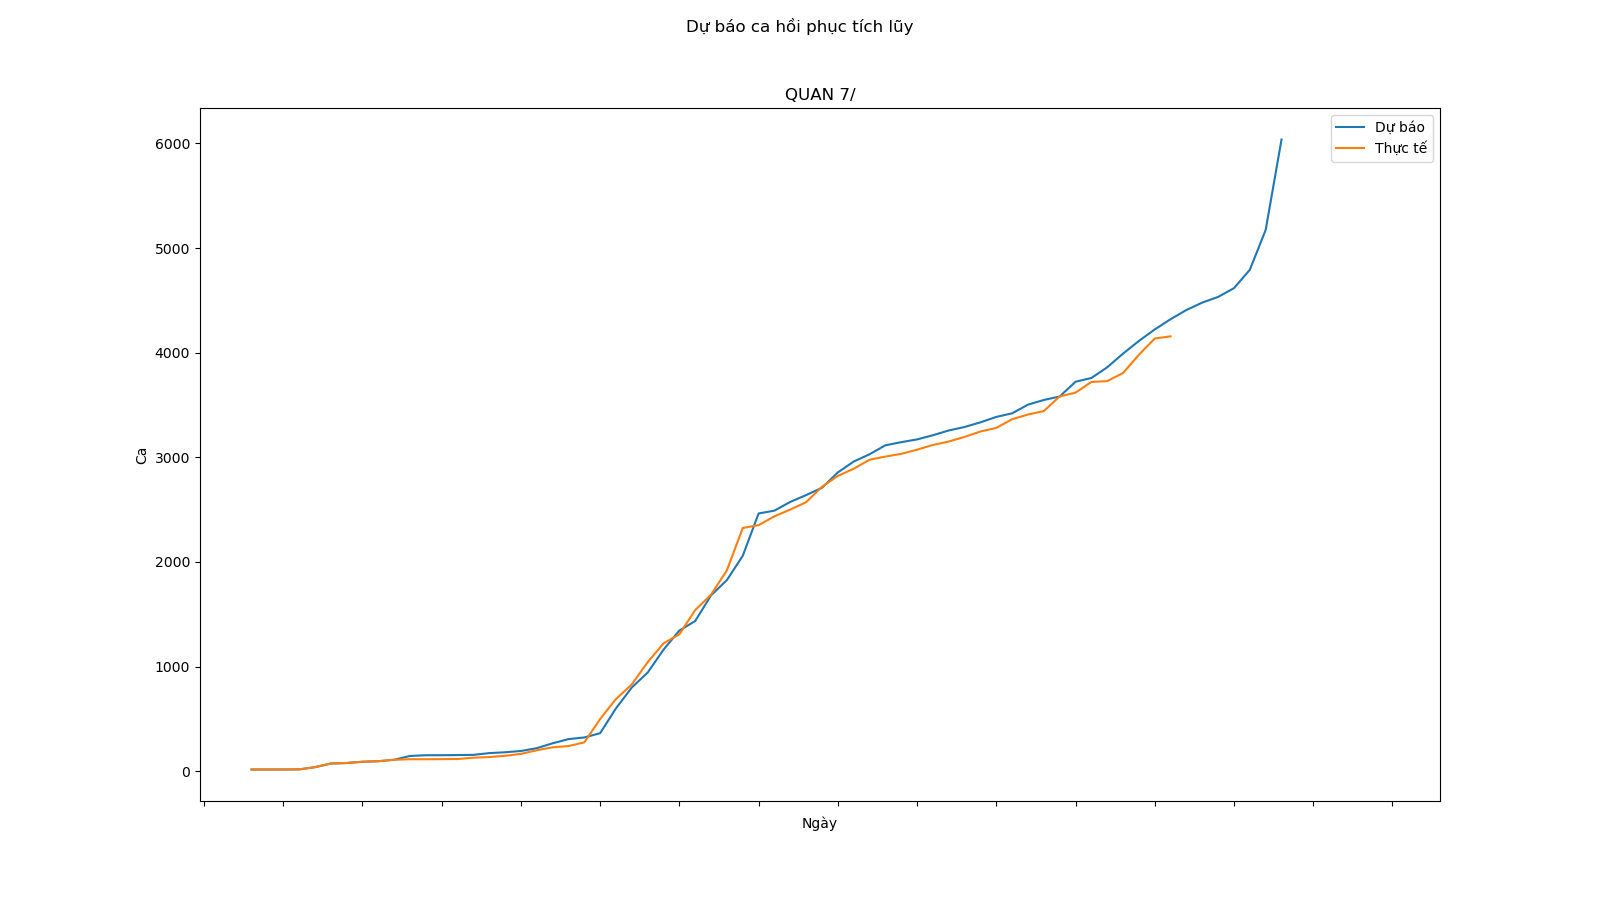 Dự báo ca hồi phục tích lũy
QUAN 7/
Dự báo
Thực tế
6000
5000
4000
3000
2000
1000
0
Ca
Ngày